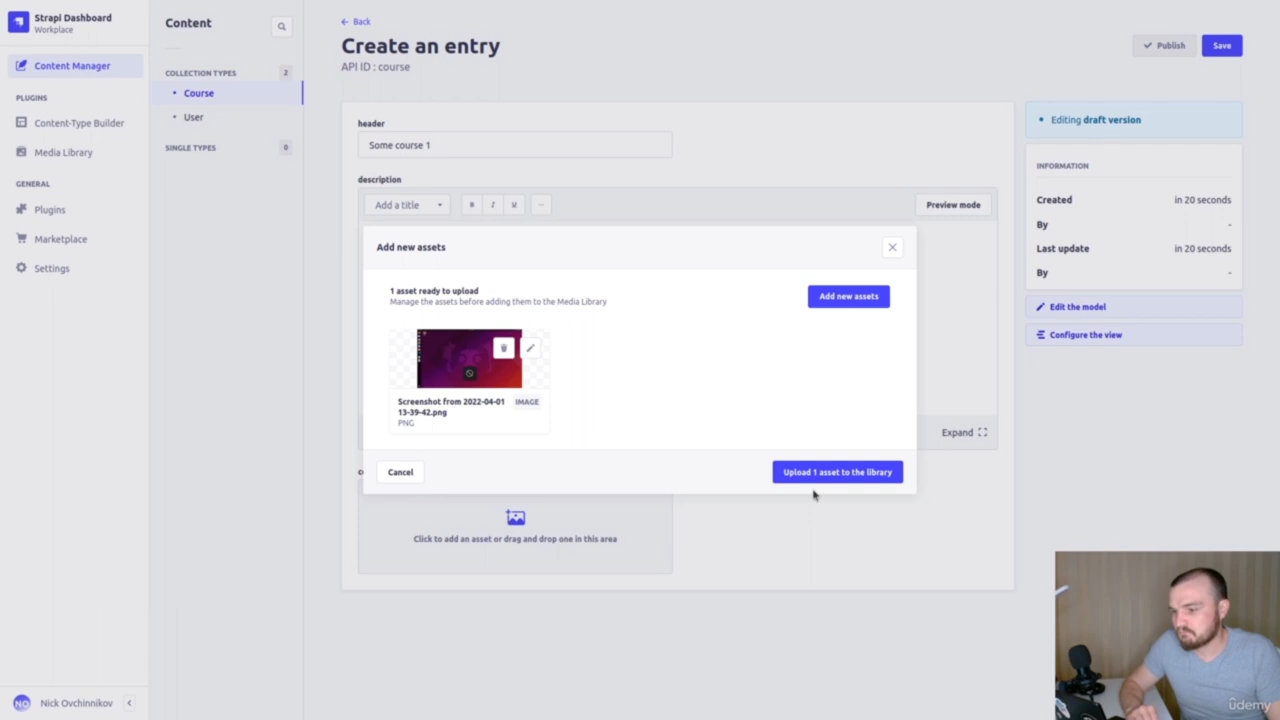 Strapi Dashboard
Workplace
Content Manager
PLUGINS
Content-Type Builder
Media Library
GENERAL
Plugins
Marketplace
Settings
NO Nick Ovchinnikov
Content
COLLECTION TYPES 2
Course
User
SINGLE TYPES 0
Back
Create an entry
API ID : course
Publish
Save
header
Some course 1
description
Add a title
B I U
Preview mode
Add new assets
1 asset ready to upload
Manage the assets before adding them to the Media Library
Add new assets
Screenshot from 2022-04-01
13-39-42.png
IMAGE
PNG
Cancel
Upload 1 asset to the library
Expand
Click to add an asset or drag and drop one in this area
Editing draft version
INFORMATION
Created in 20 seconds
By -
Last update in 20 seconds
By -
Edit the model
Configure the view
ûdemy